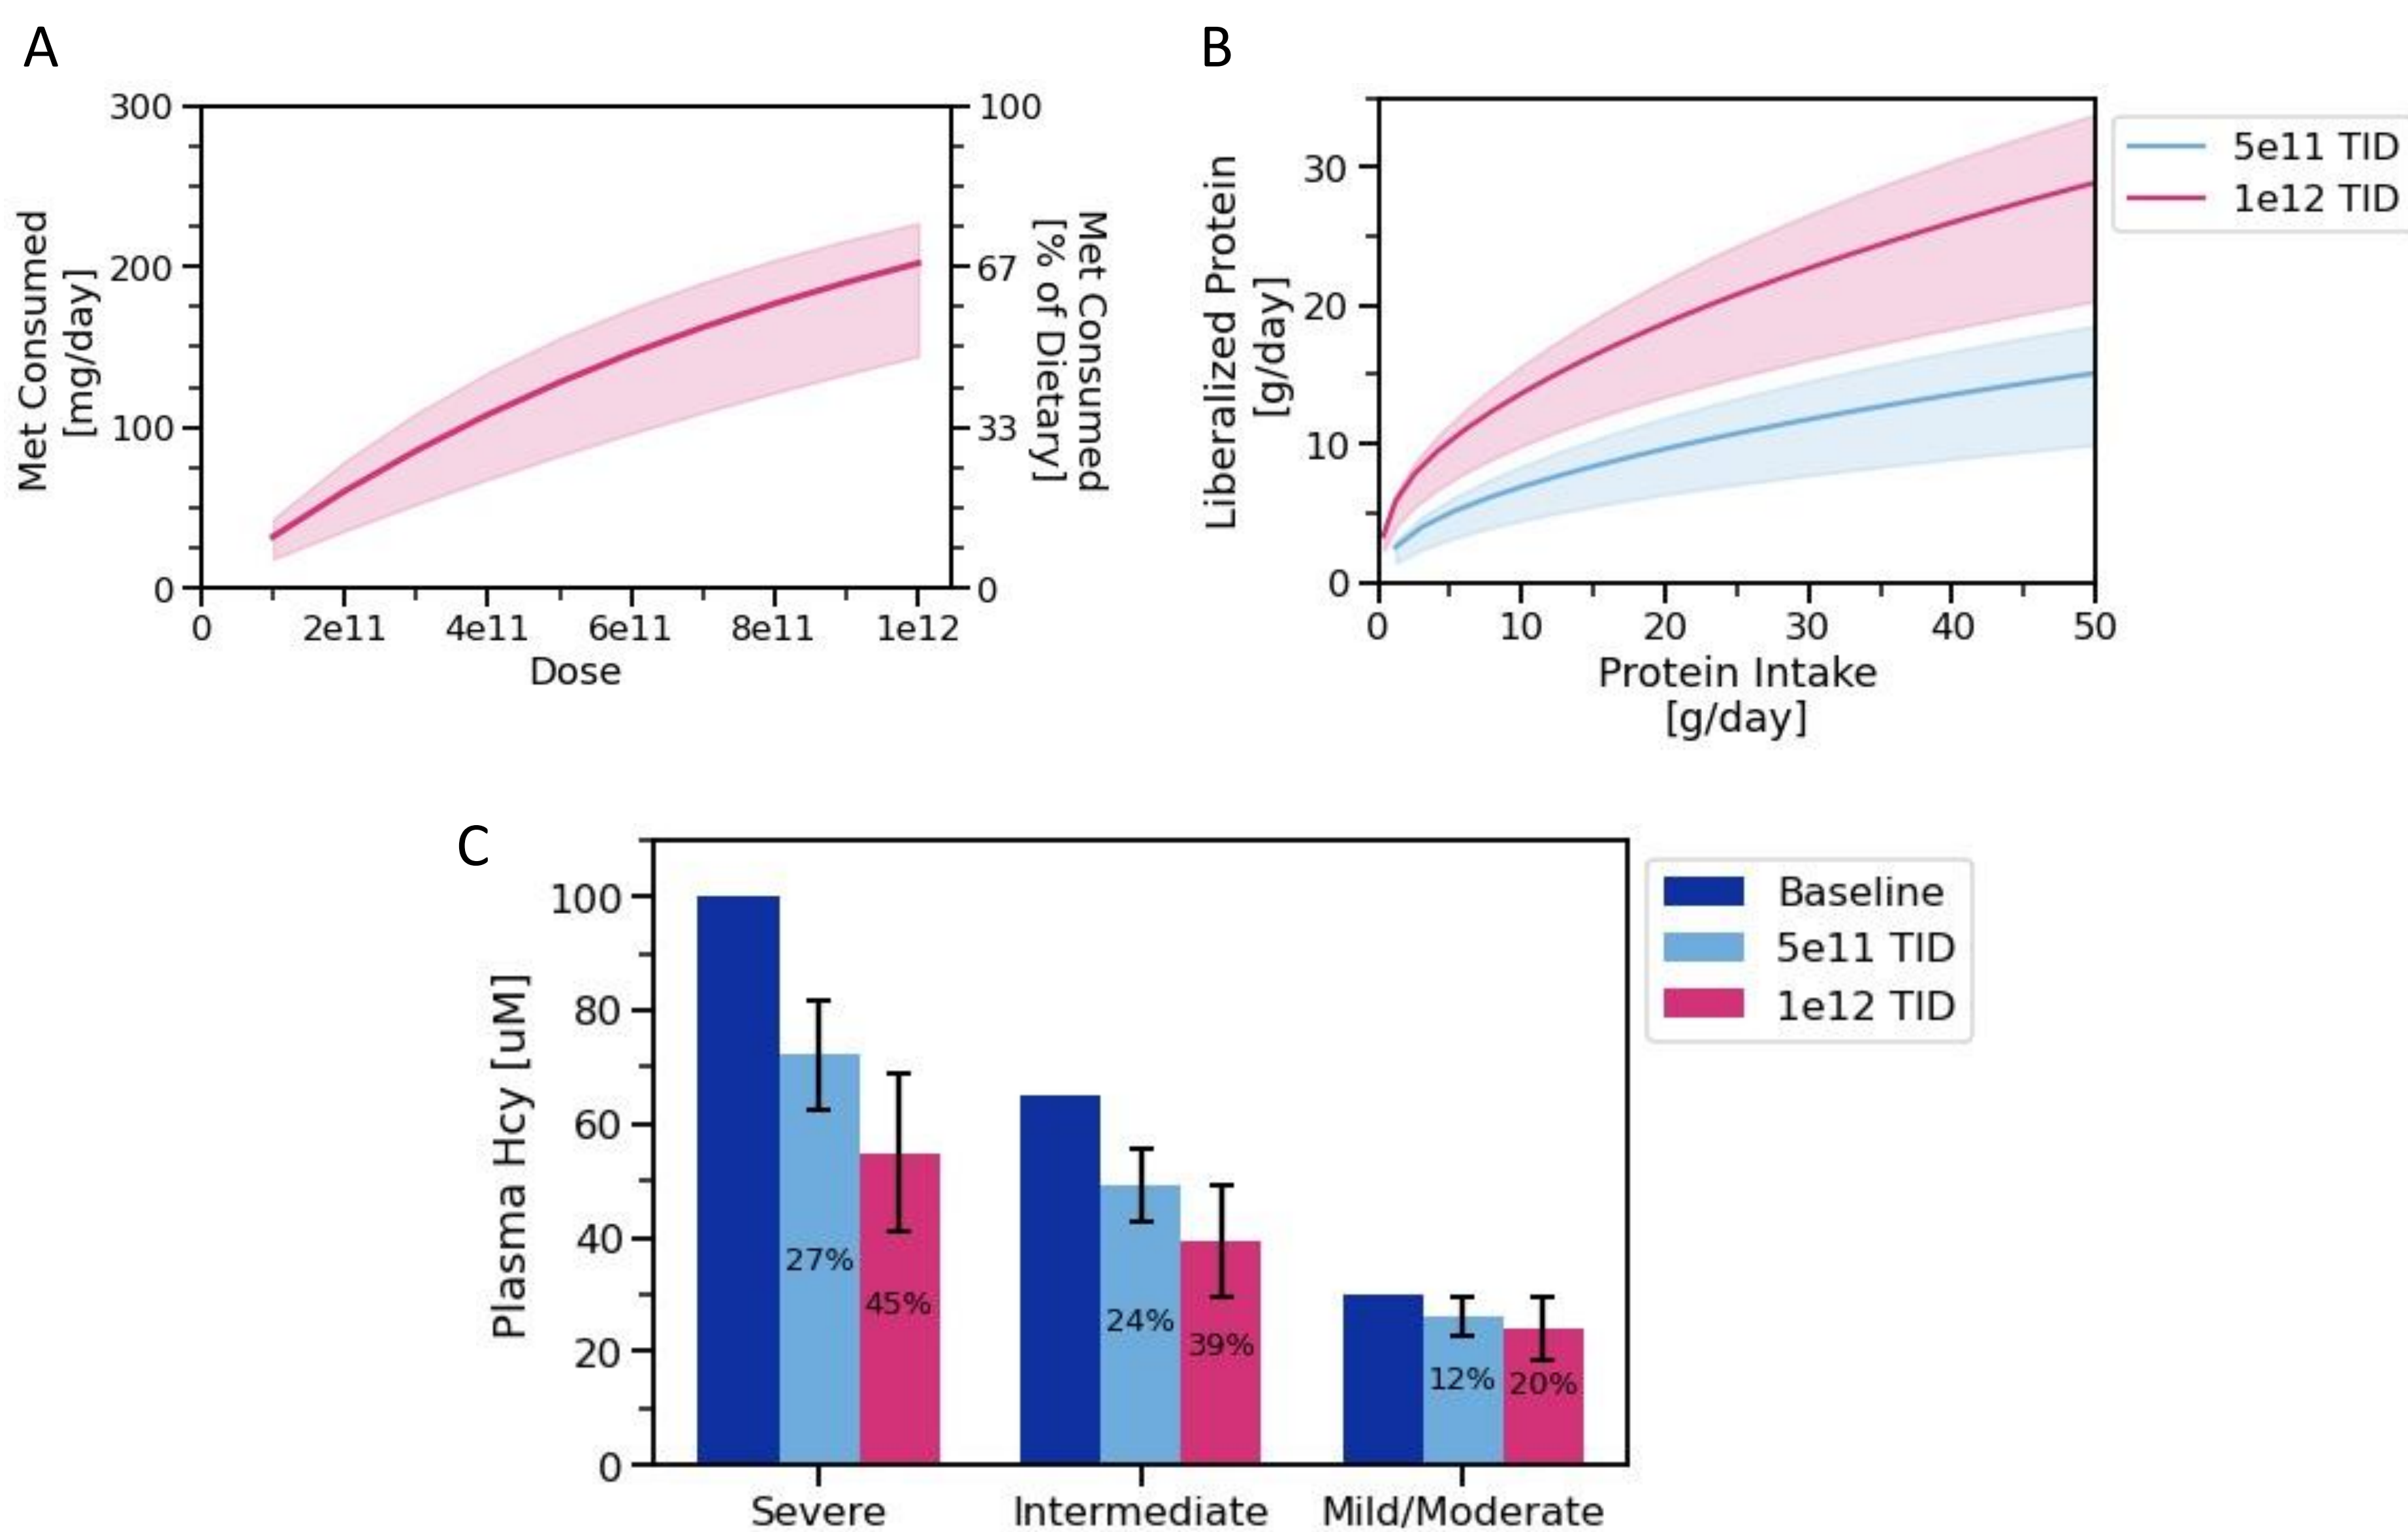 A
300
200
100
0
Met Consumed
[mg/day]
100
67
33
0
Met Consumed
[% of Dietary]
0
2e11
4e11
6e11
8e11
1e12
Dose
B
30
20
10
0
Liberalized Protein
[g/day]
0
10
20
30
40
50
Protein Intake
[g/day]
5e11 TID
1e12 TID
C
100
80
60
40
20
0
Plasma Hcy [uM]
27%
45%
24%
39%
12%
20%
Severe
Intermediate
Mild/Moderate
Baseline
5e11 TID
1e12 TID